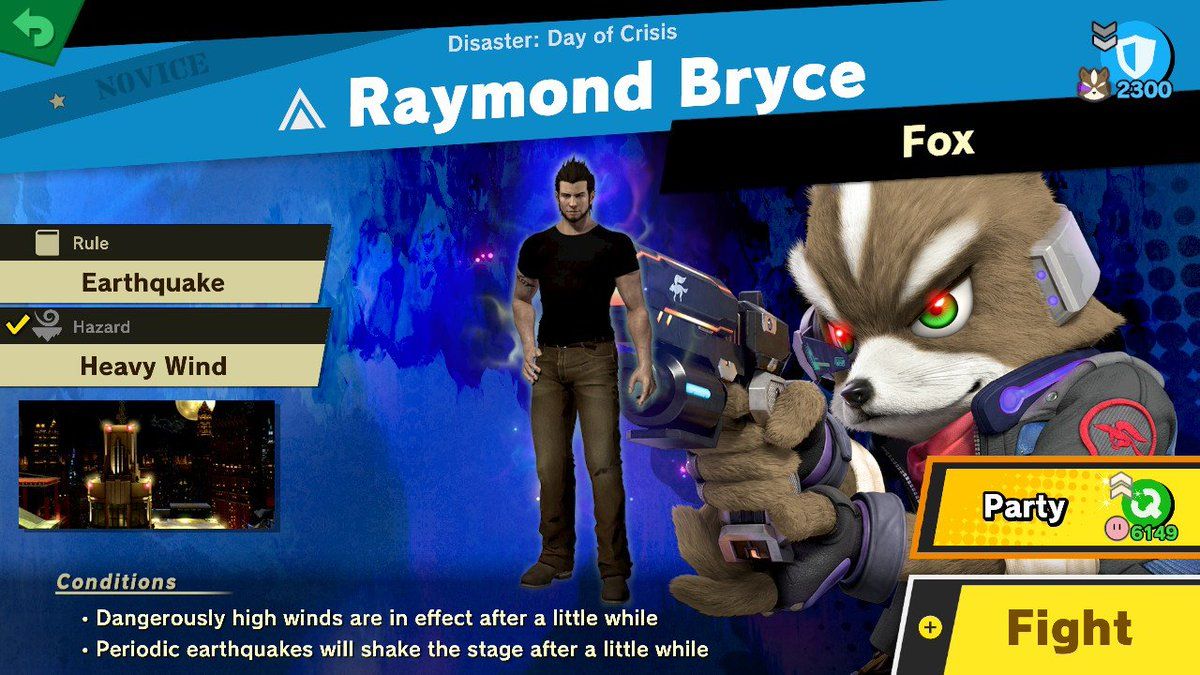 Disaster: Day of Crisis
NOVICE
Raymond Bryce
2300
Fox
Rule
Earthquake
Hazard
Heavy Wind
Party
6149
Conditions
• Dangerously high winds are in effect after a little while
• Periodic earthquakes will shake the stage after a little while
+
Fight